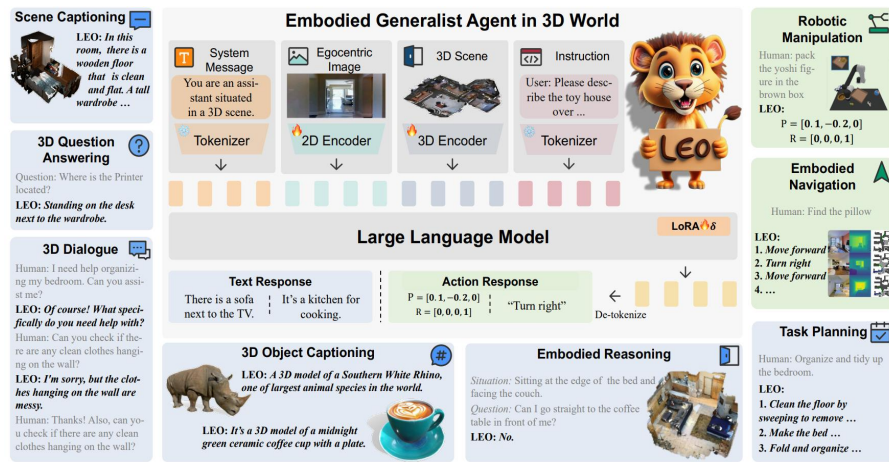 Scene Captioning
LEO: In this
room, there is a
wooden floor
that is clean
and flat. A tall
wardrobe ...
3D Question
Answering
?
Question: Where is the Printer
located?
LEO: Standing on the desk
next to the wardrobe.
3D Dialogue
Human: I need help organizi-
ng my bedroom. Can you assi-
st me?
LEO: Of course! What speci-
fically do you need help with?
Human: Can you check if the-
re are any clean clothes hangi-
ng on the wall?
LEO: I'm sorry, but the clot-
hes hanging on the wall are
messy.
Human: Thanks! Also, can yo-
u check if there are any clean
clothes hanging on the wall?
Embodied Generalist Agent in 3D World
T
System
Message
You are an assi-
stant situated
in a 3D scene.
Tokenizer
Egocentric
Image
2D Encoder
3D Scene
3D Encoder
</>
Instruction
User: Please desc-
ribe the toy house
over ...
Tokenizer
LEO
Large Language Model
LoRA δ
Text Response
There is a sofa
next to the TV.
It's a kitchen for
cooking.
Action Response
P = [0.1, −0.2, 0]
R = [0, 0, 0, 1]
"Turn right"
De-tokenize
3D Object Captioning
#
LEO: A 3D model of a Southern White Rhino,
one of largest animal species in the world.
LEO: It's a 3D model of a midnight
green ceramic coffee cup with a plate.
Embodied Reasoning
Situation: Sitting at the edge of the bed and
facing the couch.
Question: Can I go straight to the coffee
table in front of me?
LEO: No.
Robotic
Manipulation
Human: pack
the yoshi fig-
ure in the
brown box
LEO:
P = [0.1, −0.2, 0]
R = [0, 0, 0, 1]
Embodied
Navigation
Human: Find the pillow
LEO:
1. Move forward
2. Turn right
3. Move forward
4. ...
Task Planning
Human: Organize and tidy up
the bedroom.
LEO:
1. Clean the floor by
sweeping to remove ...
2. Make the bed ...
3. Fold and organize ...